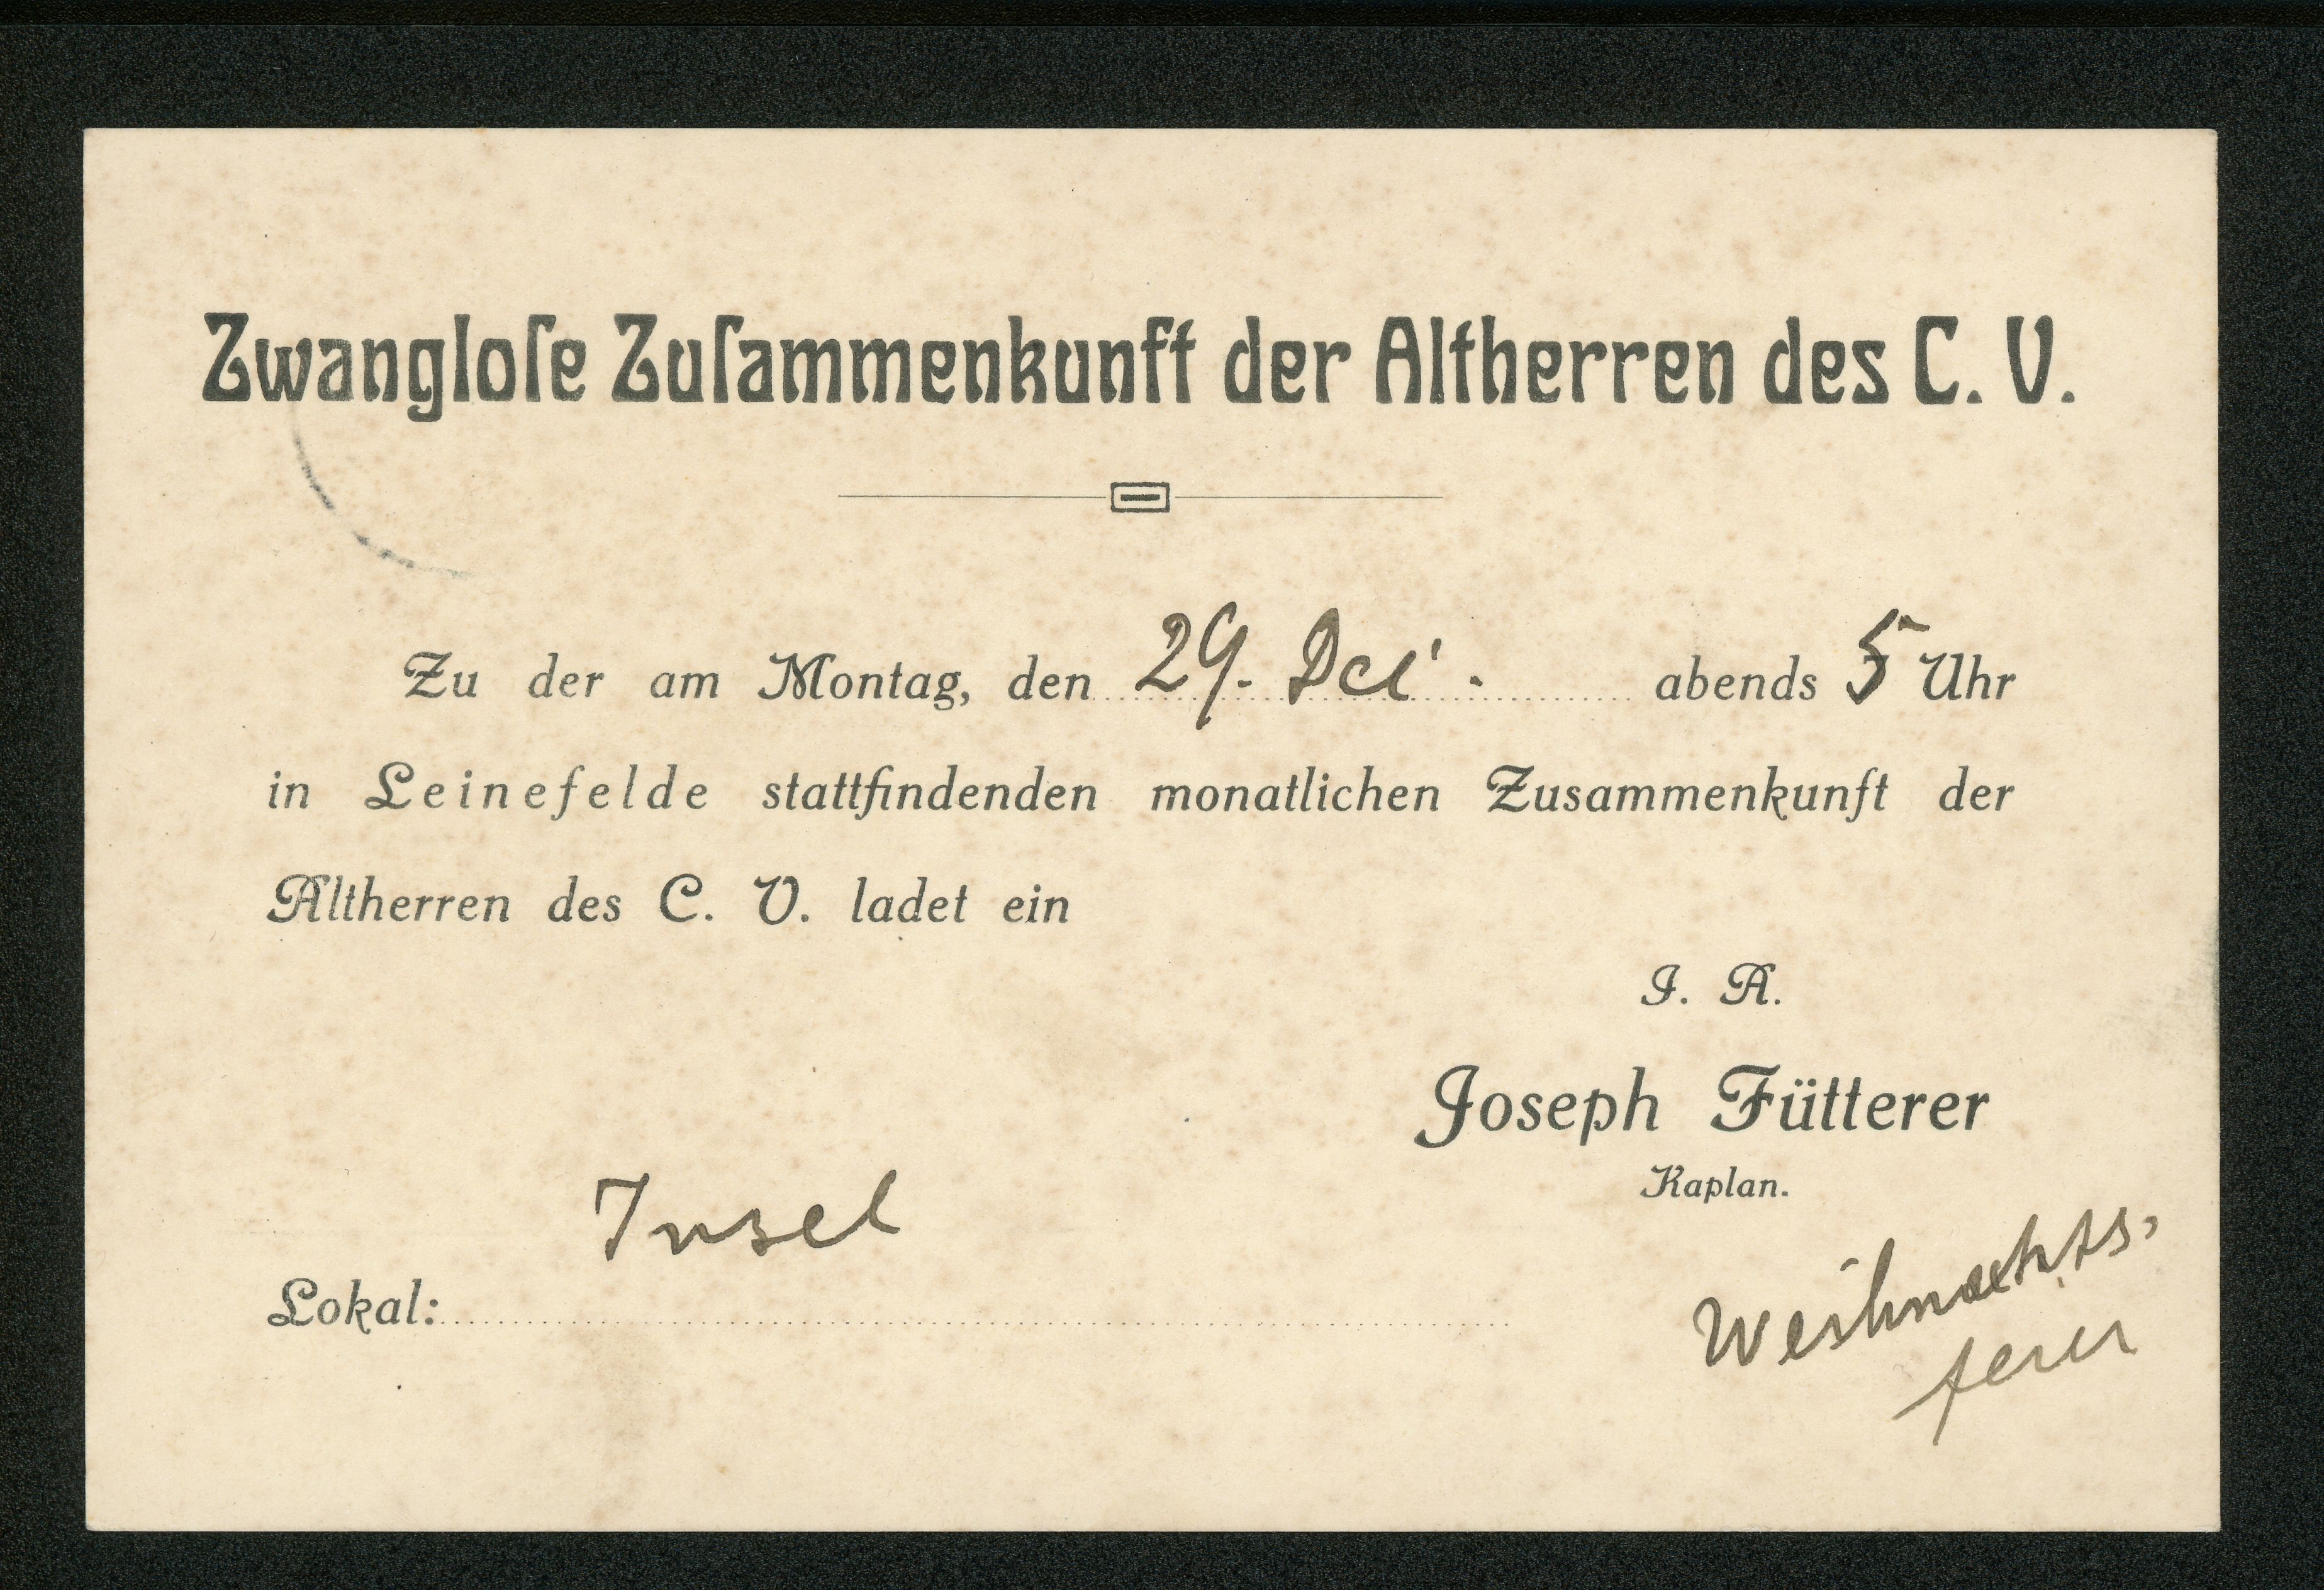 Zwangloſe Zuſammenkunft der Altherren des C. V.
Zu der am Montag, den 29. Dez. abends 5 Uhr
in Leinefelde stattfindenden monatlichen Zusammenkunft der
Altherren des C. V. ladet ein
J. A.
Joseph Fütterer
Kaplan.
Insel
Lokal:
Weihnachts-
feier